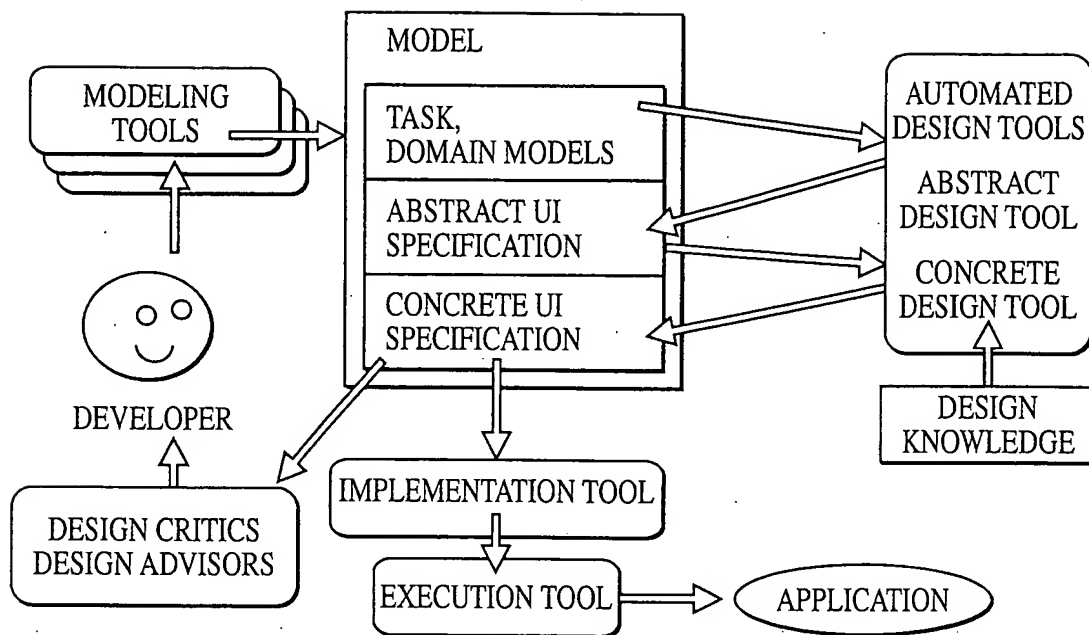 MODEL
MODELING
TOOLS
TASK,
DOMAIN MODELS
ABSTRACT UI
SPECIFICATION
CONCRETE UI
SPECIFICATION
AUTOMATED
DESIGN TOOLS
ABSTRACT
DESIGN TOOL
CONCRETE
DESIGN TOOL
DESIGN
KNOWLEDGE
DEVELOPER
DESIGN CRITICS
DESIGN ADVISORS
IMPLEMENTATION TOOL
EXECUTION TOOL
APPLICATION